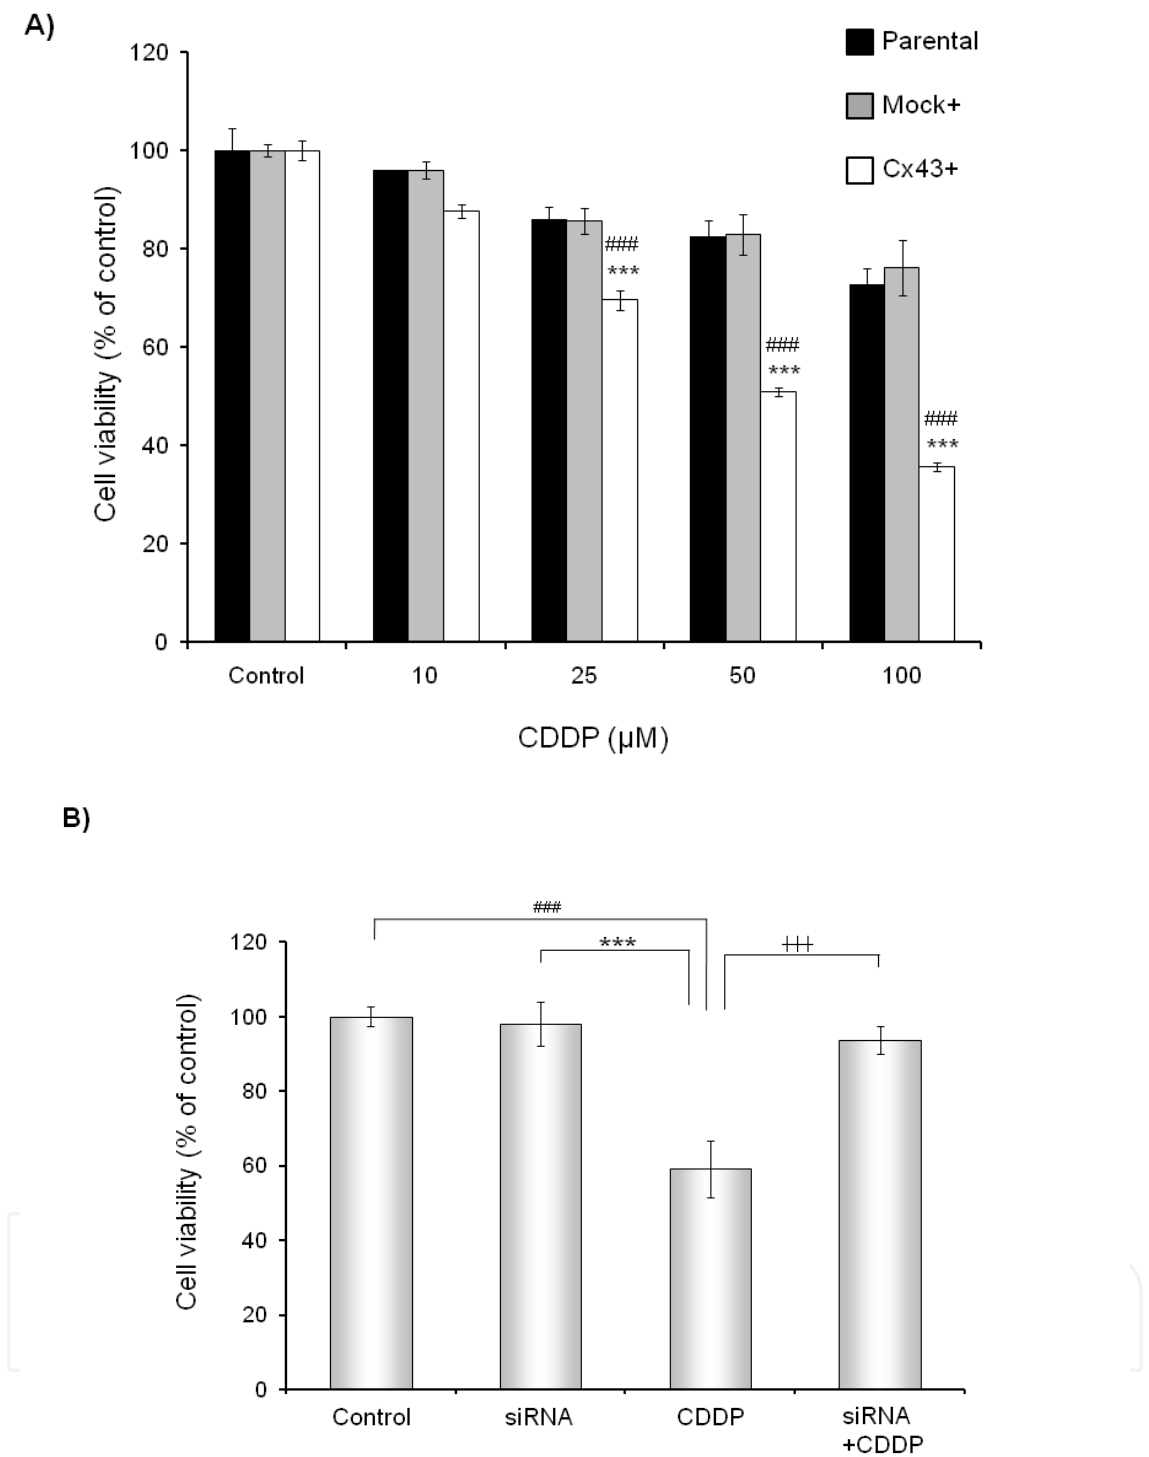 A)
Parental
Mock+
Cx43+
120
100
80
60
40
20
0
Cell viability (% of control)
###
***
###
***
###
***
Control 10 25 50 100
CDDP (µM)
B)
###
***
╫╫
120
100
80
60
40
20
0
Cell viability (% of control)
Control siRNA CDDP siRNA
+CDDP